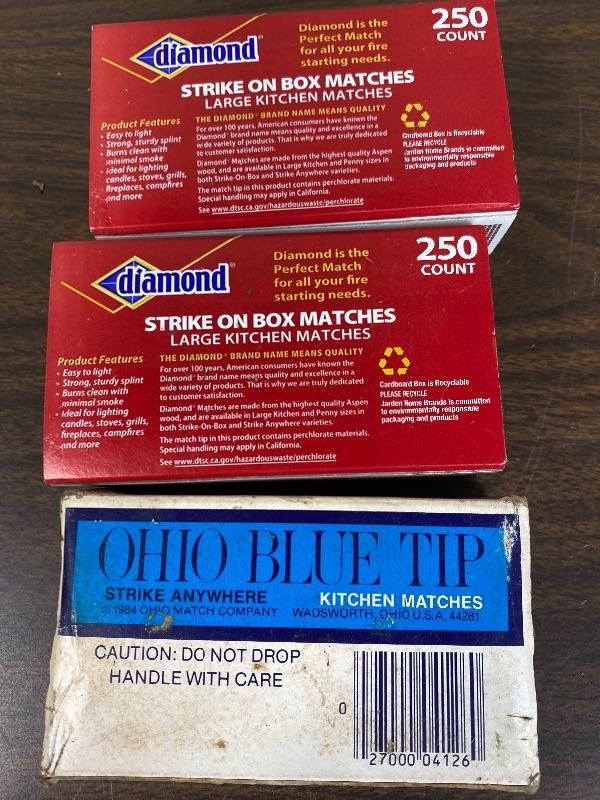 diamond®
Diamond is the
Perfect Match
for all your fire
starting needs.
250
COUNT
STRIKE ON BOX MATCHES
LARGE KITCHEN MATCHES
Product Features
• Easy to light
• Strong, sturdy splint
• Burns clean with
minimal smoke
• Ideal for lighting
candles, stoves, grills,
fireplaces, campfires
and more
THE DIAMOND® BRAND NAME MEANS QUALITY
For over 100 years, American consumers have known the
Diamond® brand name means quality and excellence in a
wide variety of products. That is why we are truly dedicated
to customer satisfaction.
Diamond® Matches are made from the highest quality Aspen
wood, and are available in Large Kitchen and Penny sizes in
both Strike-On-Box and Strike Anywhere varieties.
The match tip in this product contains perchlorate materials.
Special handling may apply in California.
See www.dtsc.ca.gov/hazardouswaste/perchlorate
Cardboard Box is Recyclable
PLEASE RECYCLE
Jarden Home Brands is committed
to environmentally responsible
packaging and products
diamond®
Diamond is the
Perfect Match
for all your fire
starting needs.
250
COUNT
STRIKE ON BOX MATCHES
LARGE KITCHEN MATCHES
Product Features
• Easy to light
• Strong, sturdy splint
• Burns clean with
minimal smoke
• Ideal for lighting
candles, stoves, grills,
fireplaces, campfires
and more
THE DIAMOND® BRAND NAME MEANS QUALITY
For over 100 years, American consumers have known the
Diamond® brand name means quality and excellence in a
wide variety of products. That is why we are truly dedicated
to customer satisfaction.
Diamond® Matches are made from the highest quality Aspen
wood, and are available in Large Kitchen and Penny sizes in
both Strike-On-Box and Strike Anywhere varieties.
The match tip in this product contains perchlorate materials.
Special handling may apply in California.
See www.dtsc.ca.gov/hazardouswaste/perchlorate
Cardboard Box is Recyclable
PLEASE RECYCLE
Jarden Home Brands is committed
to environmentally responsible
packaging and products
OHIO BLUE TIP
STRIKE ANYWHERE KITCHEN MATCHES
© 1984 OHIO MATCH COMPANY WADSWORTH, OHIO U.S.A. 44281
CAUTION: DO NOT DROP
HANDLE WITH CARE
0 27000 04126